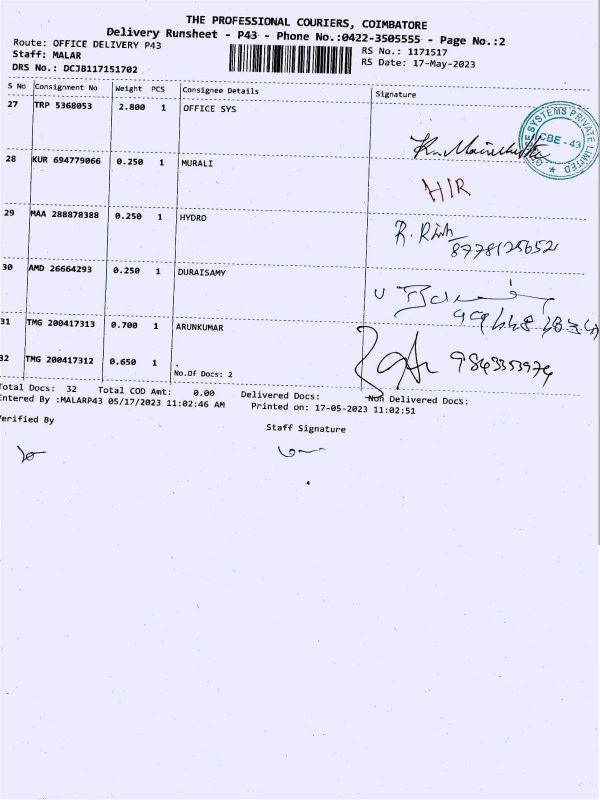 THE PROFESSIONAL COURIERS, COIMBATORE
Delivery Runsheet - P43 - Phone No.:0422-3505555 - Page No.:2
Route: OFFICE DELIVERY P43
RS No.: 1171517
Staff: MALAR
RS Date: 17-May-2023
DRS No.: DCJB117151702
S No Consignment No Weight PCS Consignee Details Signature
27 TRP 5368053 2.800 1 OFFICE SYS
SYSTEMS PRIVATE LIMITED
CBE - 43
28 KUR 694779066 0.250 1 MURALI
H/R
29 MAA 288878388 0.250 1 HYDRO
8778125652
30 AMD 26664293 0.250 1 DURAISAMY
31 TMG 200417313 0.700 1 ARUNKUMAR
32 TMG 200417312 0.650 1 .
No.Of Docs: 2
9843353974
Total Docs: 32 Total COD Amt: 0.00 Delivered Docs: Non Delivered Docs:
Entered By :MALARP43 05/17/2023 11:02:46 AM Printed on: 17-05-2023 11:02:51
Verified By
Staff Signature